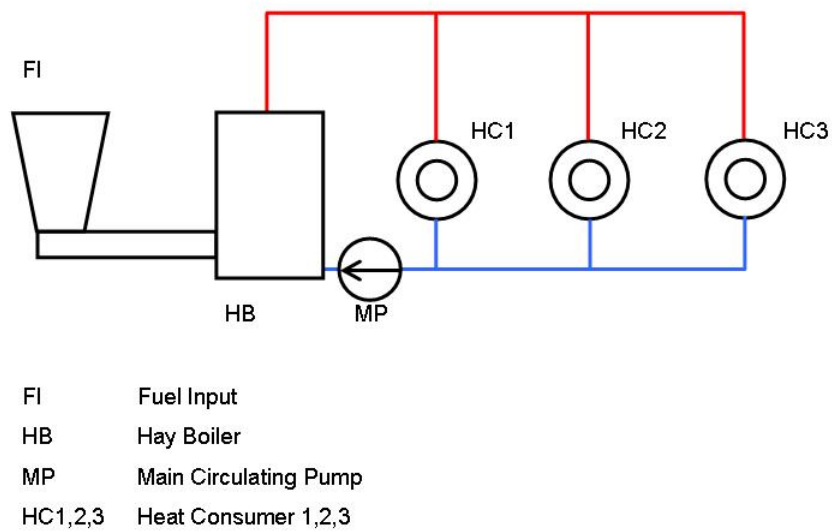 FI
HC1 HC2 HC3
HB MP
FI Fuel Input
HB Hay Boiler
MP Main Circulating Pump
HC1,2,3 Heat Consumer 1,2,3